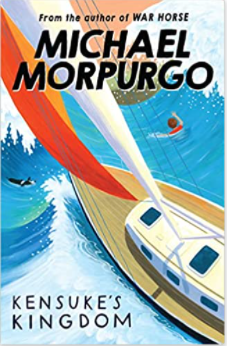 From the author of WAR HORSE
MICHAEL
MORPURGO
KENSUKE'S
KINGDOM